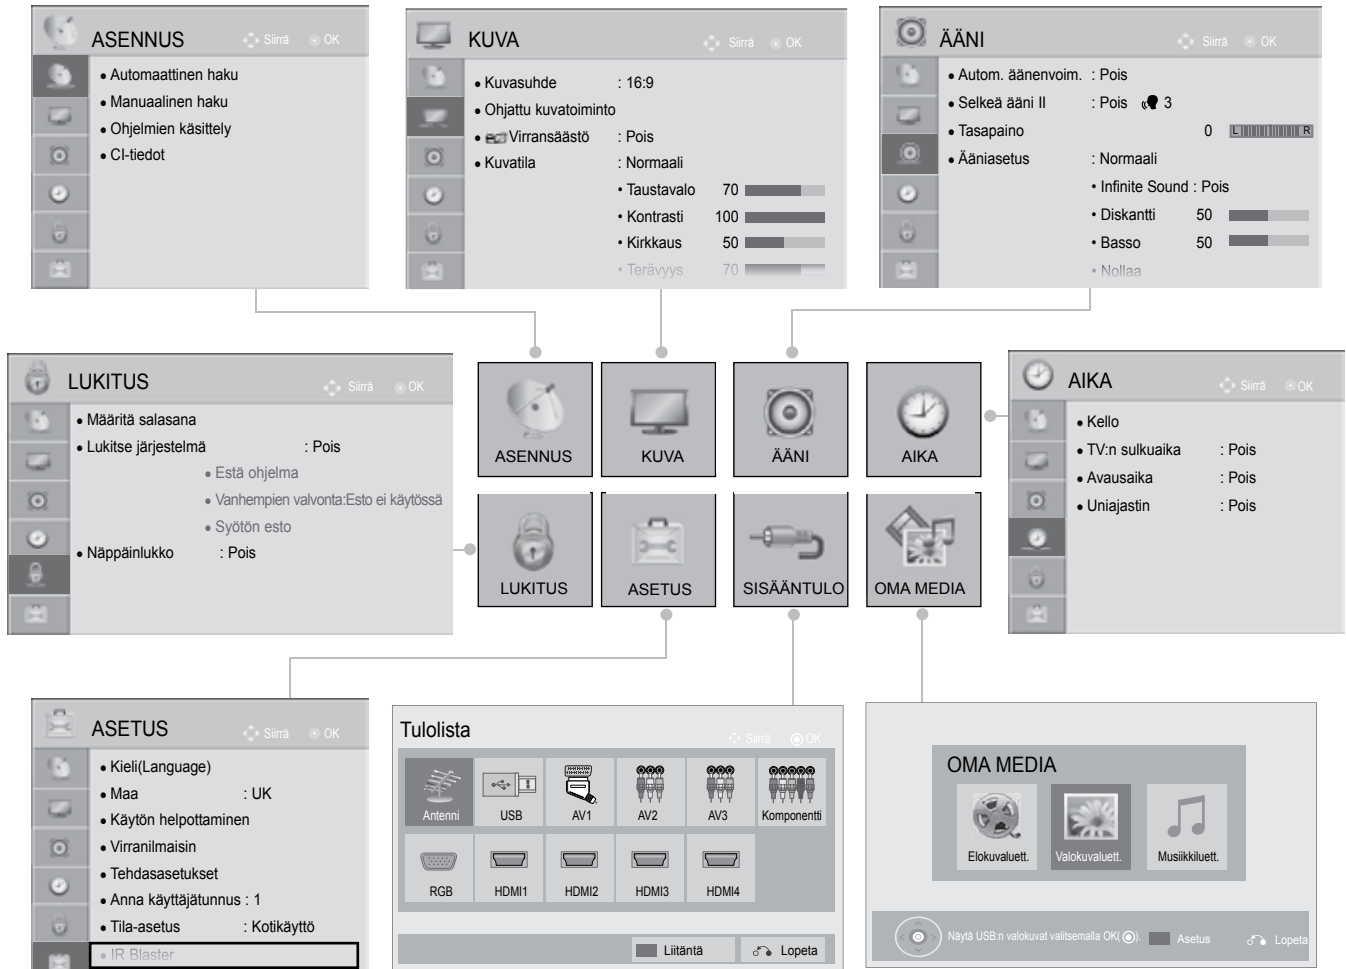 ASENNUS Siirrä OK
• Automaattinen haku
• Manuaalinen haku
• Ohjelmien käsittely
• CI-tiedot
KUVA Siirrä OK
• Kuvasuhde : 16:9
• Ohjattu kuvatoiminto
• Virransäästö : Pois
• Kuvatila : Normaali
• Taustavalo 70
• Kontrasti 100
• Kirkkaus 50
• Terävyys 70
ÄÄNI Siirrä OK
• Autom. äänenvoim. : Pois
• Selkeä ääni II : Pois 3
• Tasapaino 0 L R
• Ääniasetus : Normaali
• Infinite Sound : Pois
• Diskantti 50
• Basso 50
• Nollaa
LUKITUS Siirrä OK
• Määritä salasana
• Lukitse järjestelmä : Pois
• Estä ohjelma
• Vanhempien valvonta:Esto ei käytössä
• Syötön esto
• Näppäinlukko : Pois
ASENNUS
KUVA
ÄÄNI
AIKA
LUKITUS
ASETUS
SISÄÄNTULO
OMA MEDIA
AIKA Siirrä OK
• Kello
• TV:n sulkuaika : Pois
• Avausaika : Pois
• Uniajastin : Pois
ASETUS Siirrä OK
• Kieli(Language)
• Maa : UK
• Käytön helpottaminen
• Virranilmaisin
• Tehdasasetukset
• Anna käyttäjätunnus : 1
• Tila-asetus : Kotikäyttö
• IR Blaster
Tulolista Siirrä OK
Antenni USB AV1 AV2 AV3 Komponentti
RGB HDMI1 HDMI2 HDMI3 HDMI4
Liitäntä Lopeta
OMA MEDIA
Elokuvaluett. Valokuvaluett. Musiikkiluett.
Näytä USB:n valokuvat valitsemalla OK(◉). Asetus Lopeta